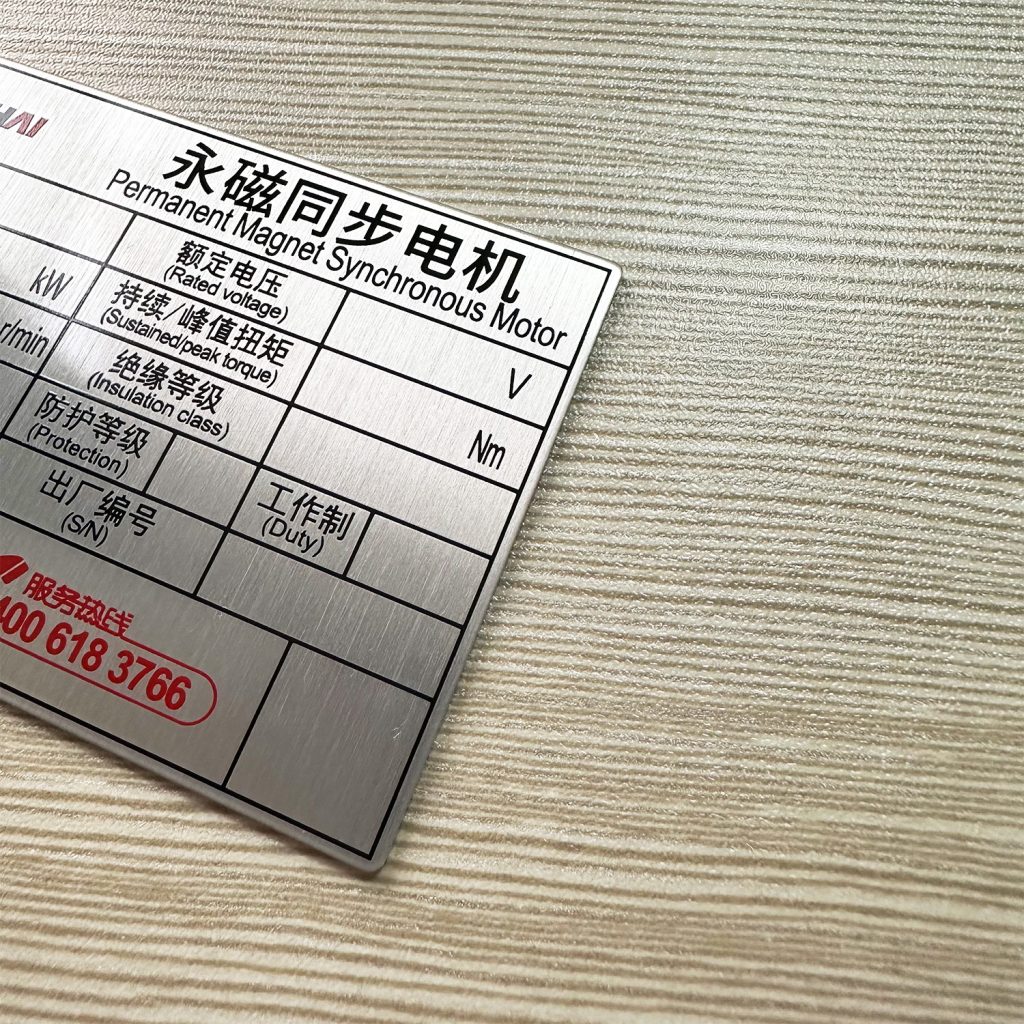 HAI
永磁同步电机
Permanent Magnet Synchronous Motor
额定电压
(Rated voltage)
V
kW
持续/峰值扭矩
(Sustained/peak torque)
Nm
r/min
绝缘等级
(Insulation class)
防护等级
(Protection)
工作制
(Duty)
出厂编号
(S/N)
服务热线
400 618 3766